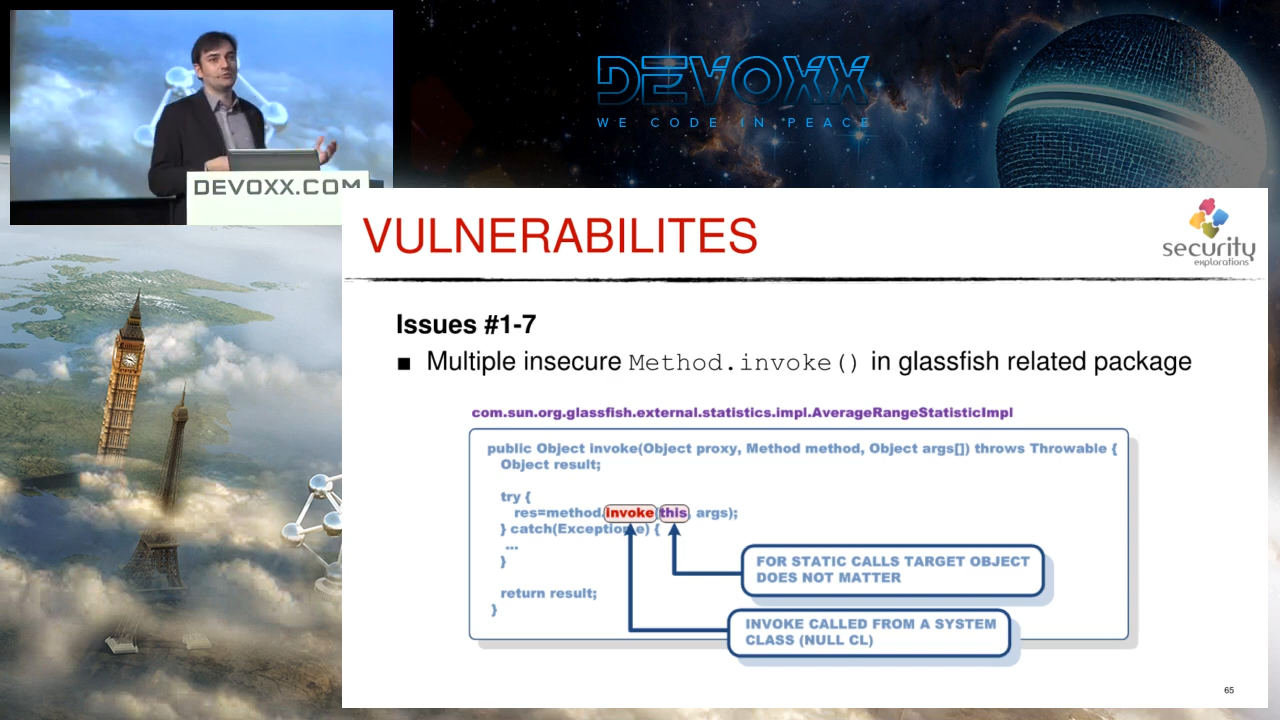 DEVOXX
WE CODE IN PEACE
DEVOXX.COM
VULNERABILITES
security
explorations
Issues #1-7
■ Multiple insecure Method.invoke() in glassfish related package
com.sun.org.glassfish.external.statistics.impl.AverageRangeStatisticImpl
public Object invoke(Object proxy, Method method, Object args[]) throws Throwable {
Object result;
try {
res=method.invoke(this, args);
} catch(Exception e) {
...
}
return result;
}
FOR STATIC CALLS TARGET OBJECT
DOES NOT MATTER
INVOKE CALLED FROM A SYSTEM
CLASS (NULL CL)
65